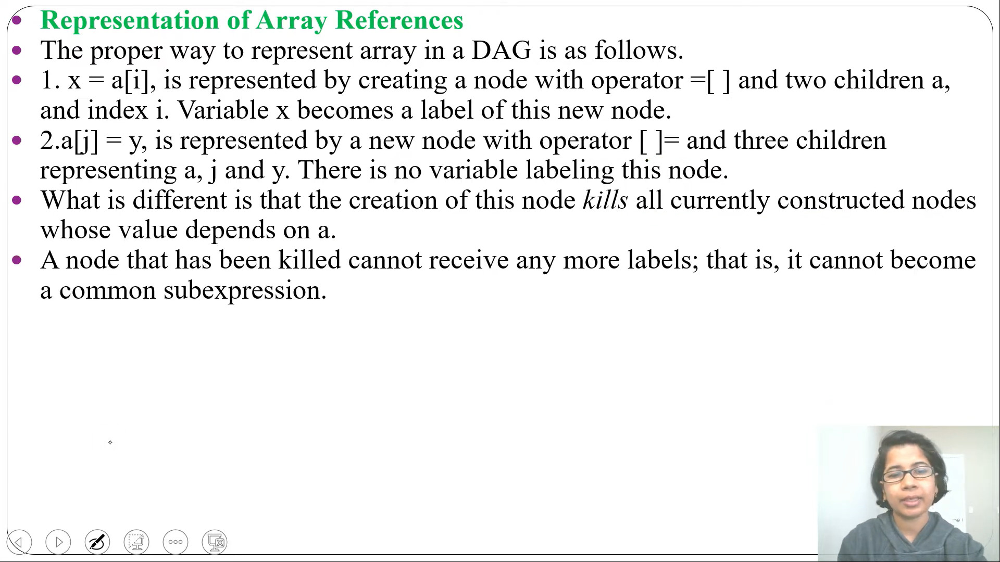 Representation of Array References
The proper way to represent array in a DAG is as follows.
1. x = a[i], is represented by creating a node with operator =[ ] and two children a,
and index i. Variable x becomes a label of this new node.
2.a[j] = y, is represented by a new node with operator [ ]= and three children
representing a, j and y. There is no variable labeling this node.
What is different is that the creation of this node kills all currently constructed nodes
whose value depends on a.
A node that has been killed cannot receive any more labels; that is, it cannot become
a common subexpression.